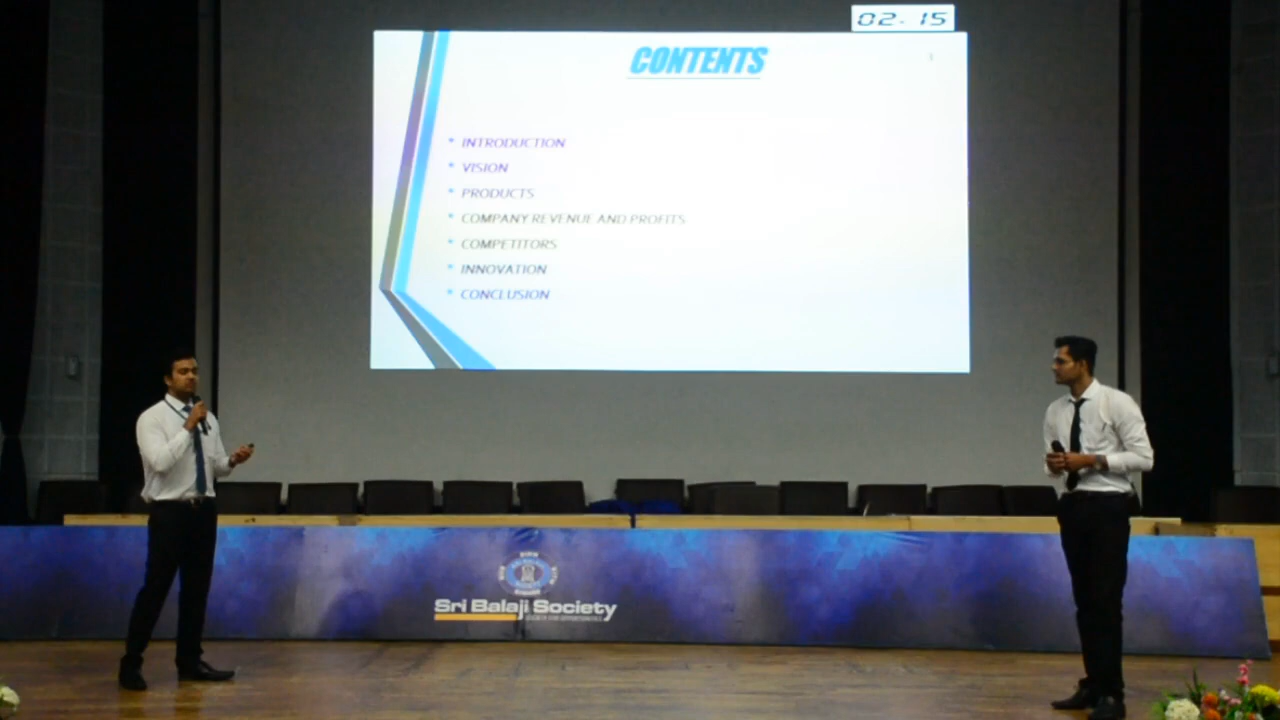 02. 15
CONTENTS
* INTRODUCTION
* VISION
* PRODUCTS
* COMPANY REVENUE AND PROFITS
* COMPETITORS
* INNOVATION
* CONCLUSION
Sri Balaji Society